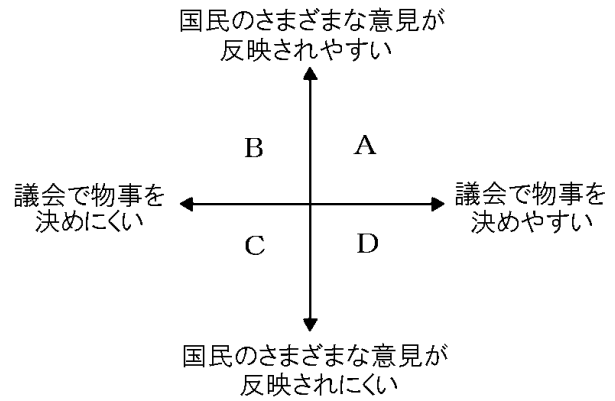 国民のさまざまな意見が
反映されやすい
B
A
議会で物事を
決めにくい
議会で物事を
決めやすい
C
D
国民のさまざまな意見が
反映されにくい